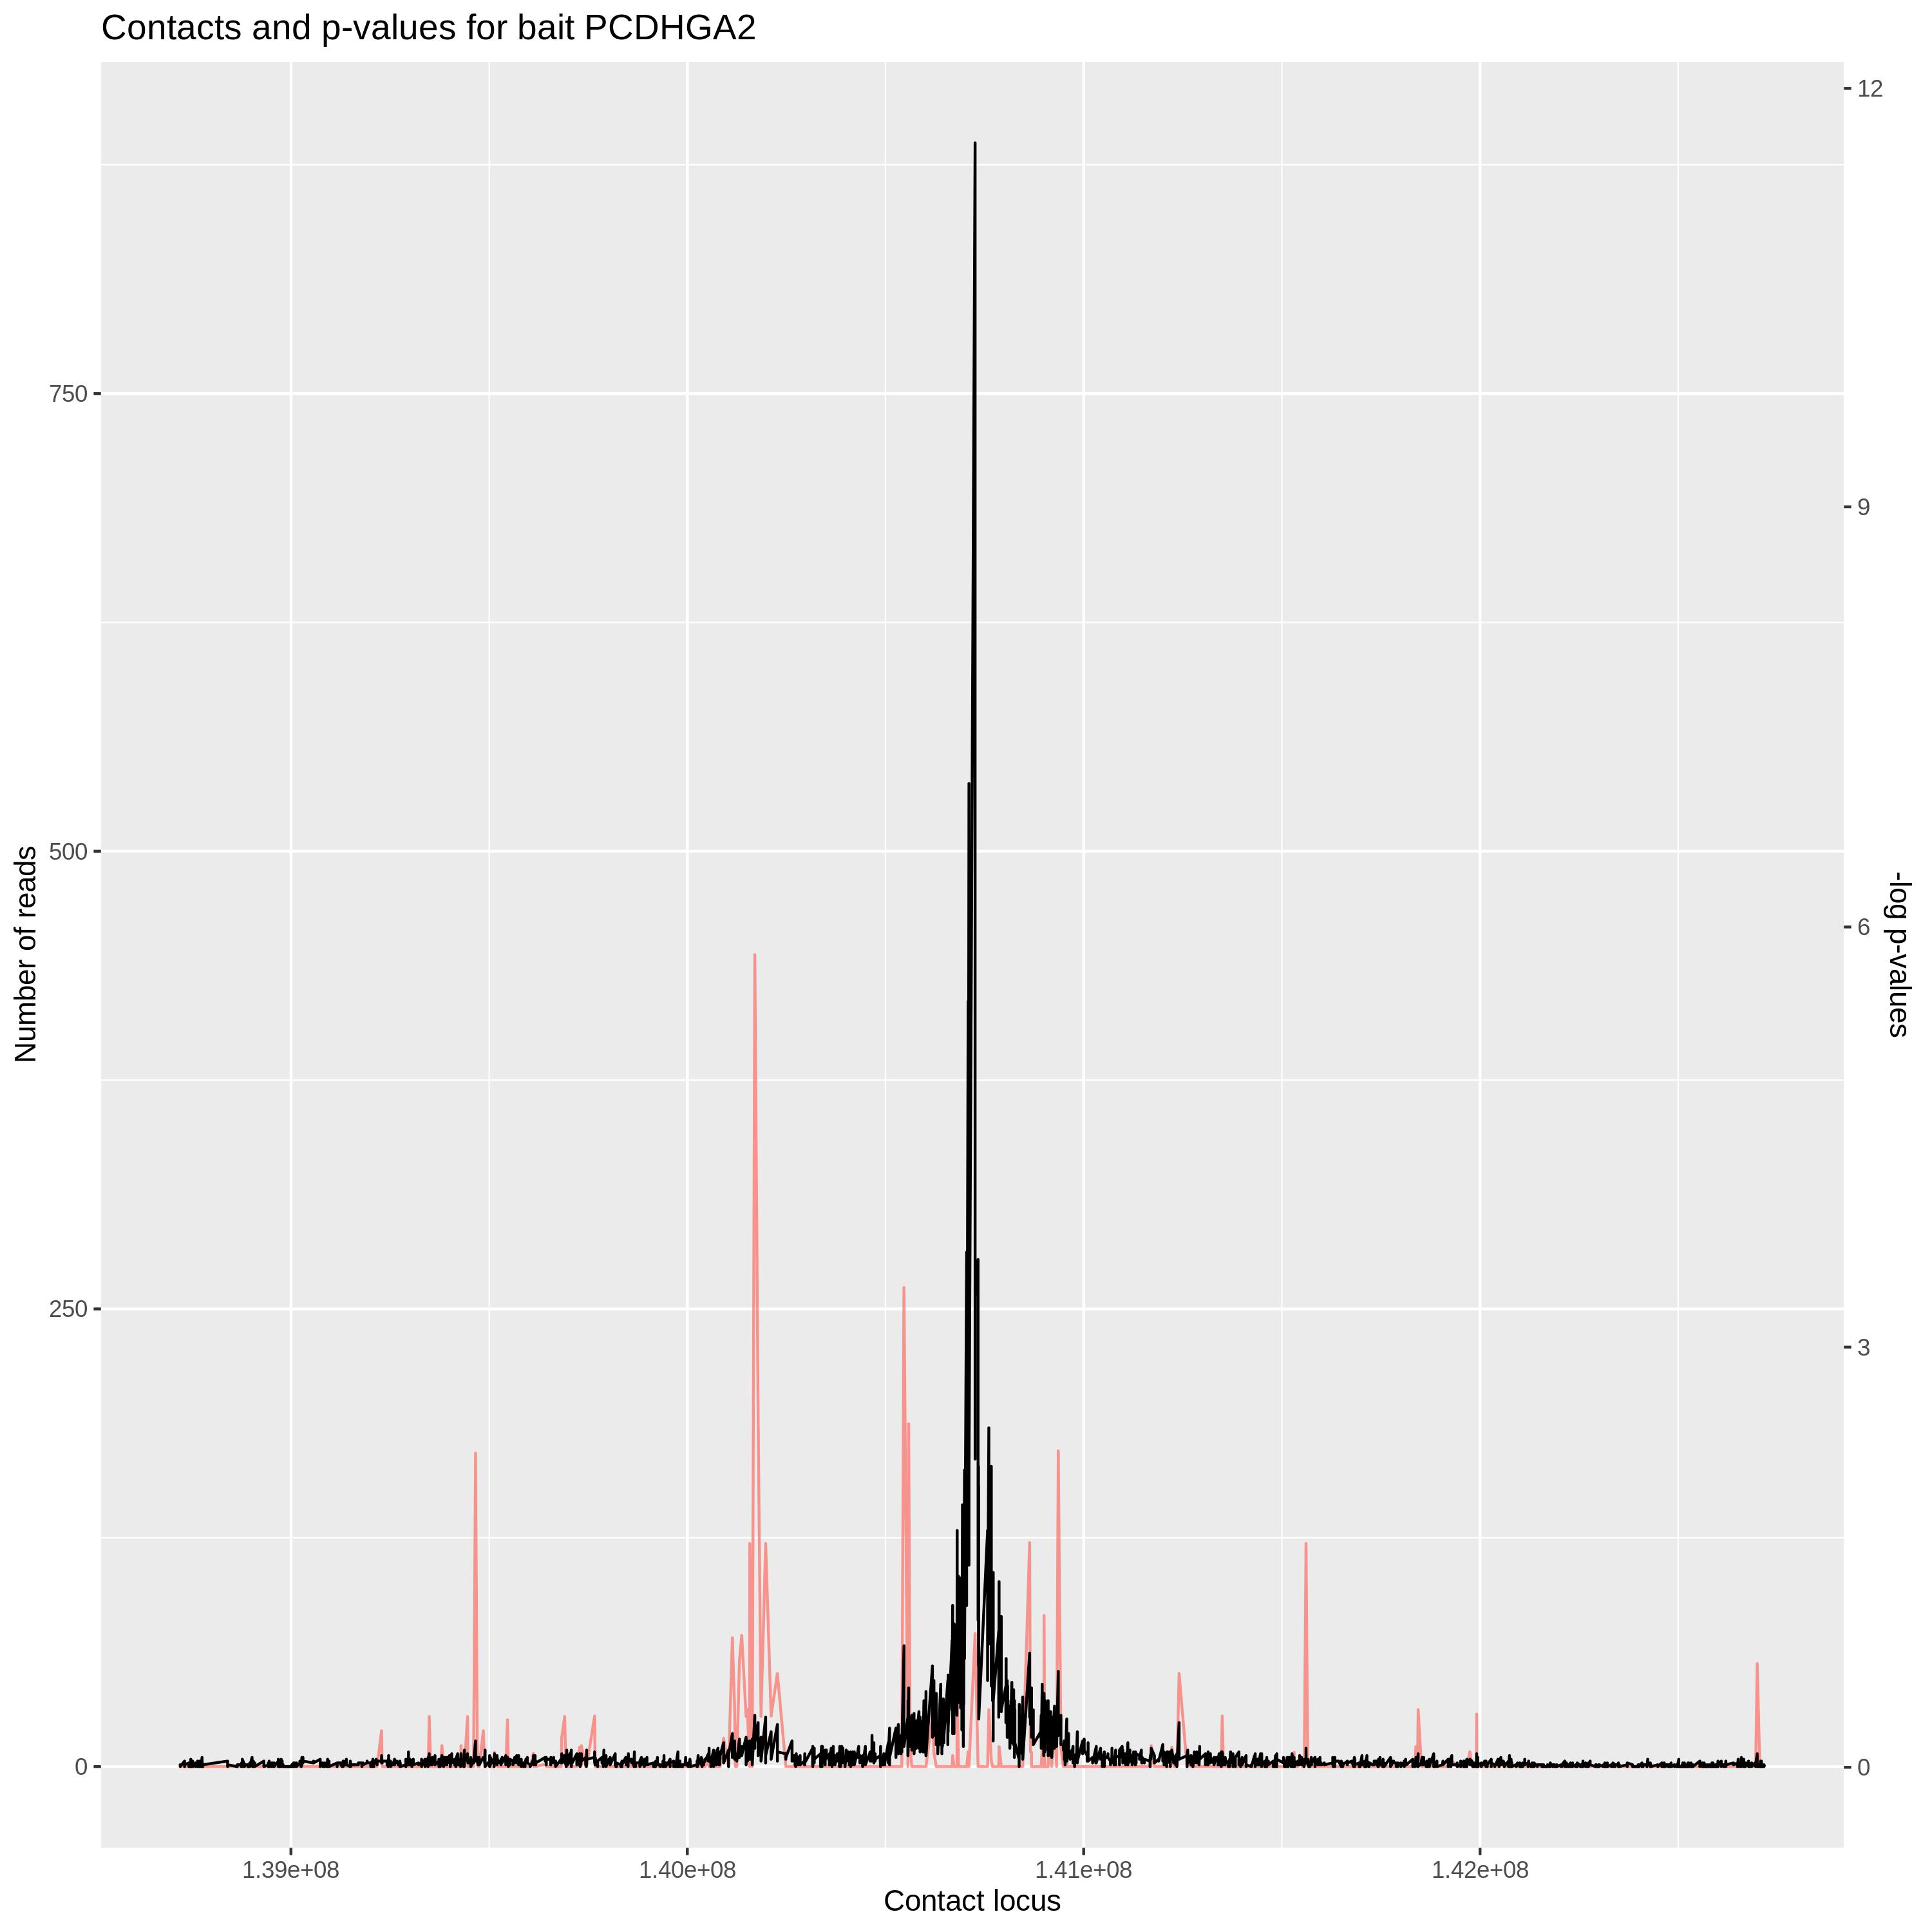 Contacts and p-values for bait PCDHGA2
Number of reads
750
500
250
0
12
9
6
3
0
-log p-values
1.39e+08
1.40e+08
1.41e+08
1.42e+08
Contact locus